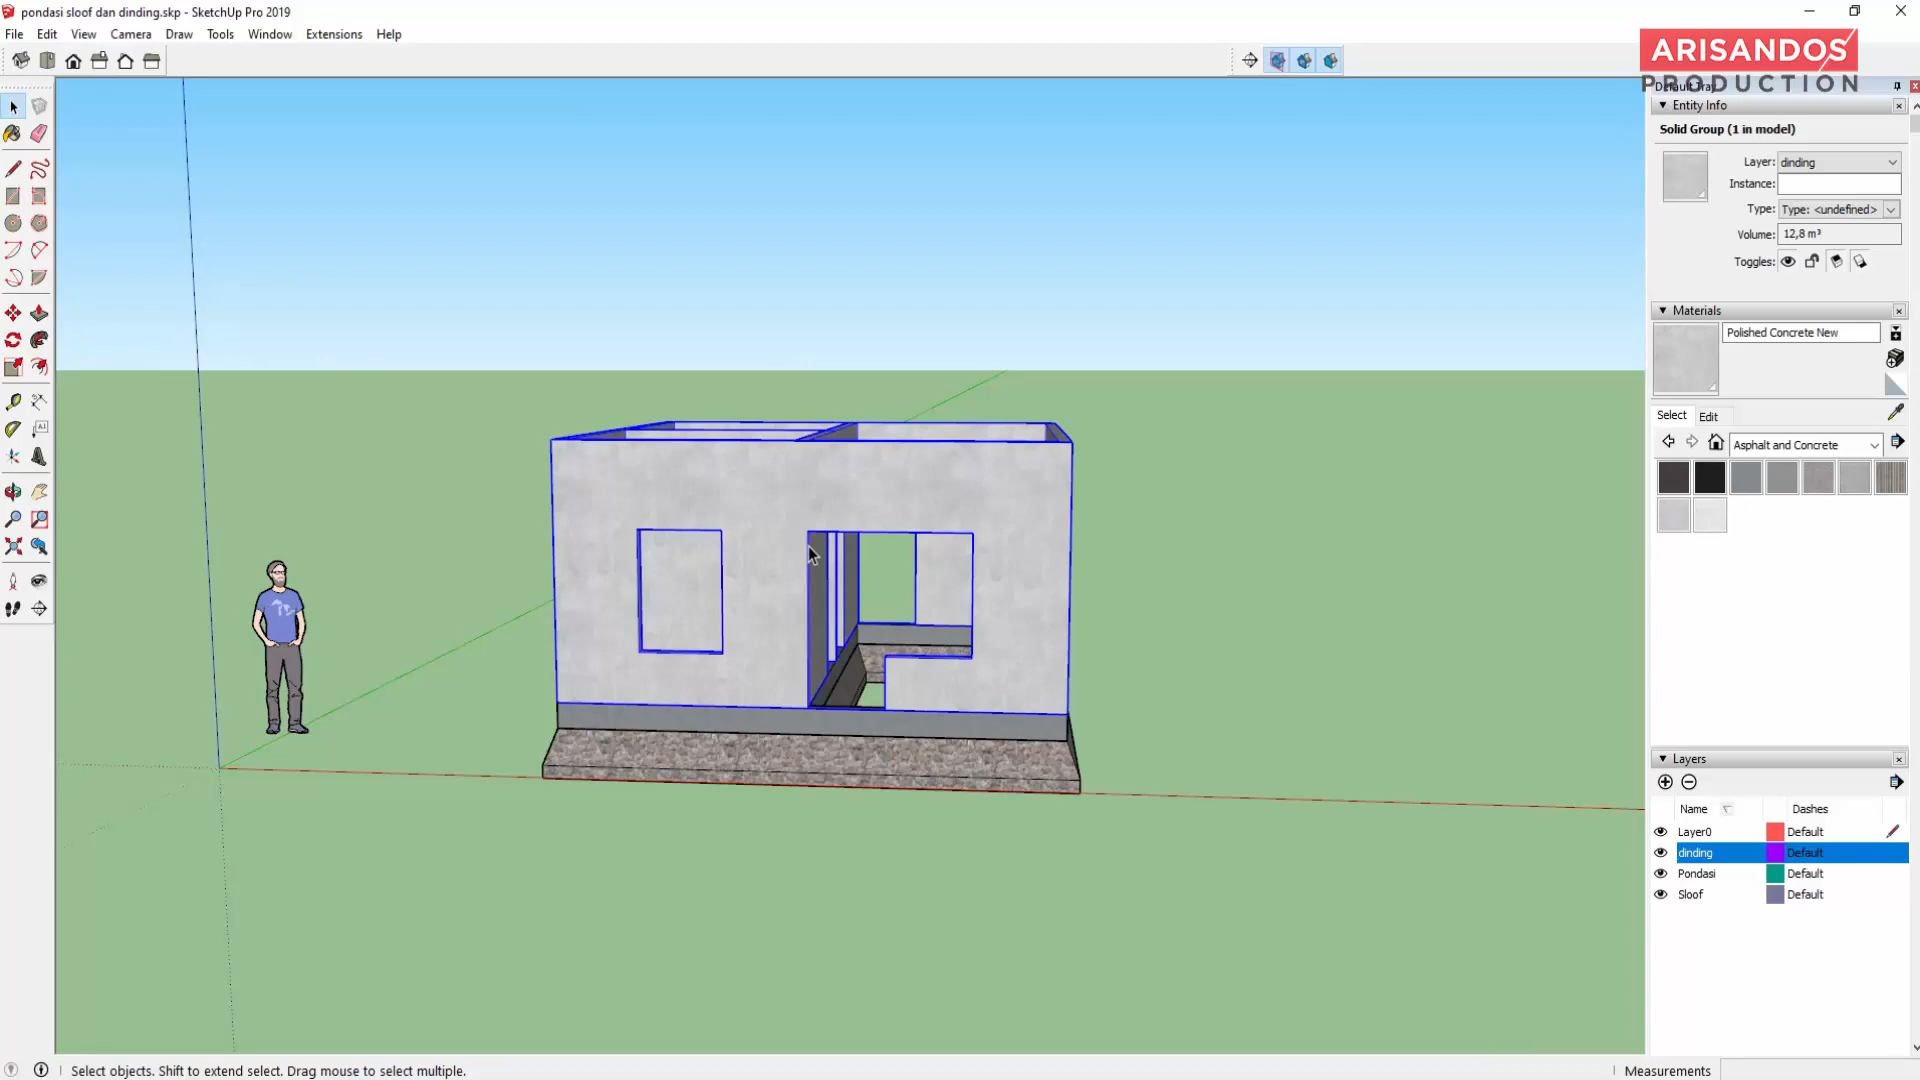 pondasi sloof dan dinding.skp - SketchUp Pro 2019
File Edit View Camera Draw Tools Window Extensions Help
ARISANDOS
PRODUCTION
Default Tray
Entity Info
Solid Group (1 in model)
Layer: dinding
Instance:
Type: Type: <undefined>
Volume: 12,8 m³
Toggles:
Materials
Polished Concrete New
Select Edit
Asphalt and Concrete
Layers
Name Dashes
Layer0 Default
dinding Default
Pondasi Default
Sloof Default
Select objects. Shift to extend select. Drag mouse to select multiple.
Measurements